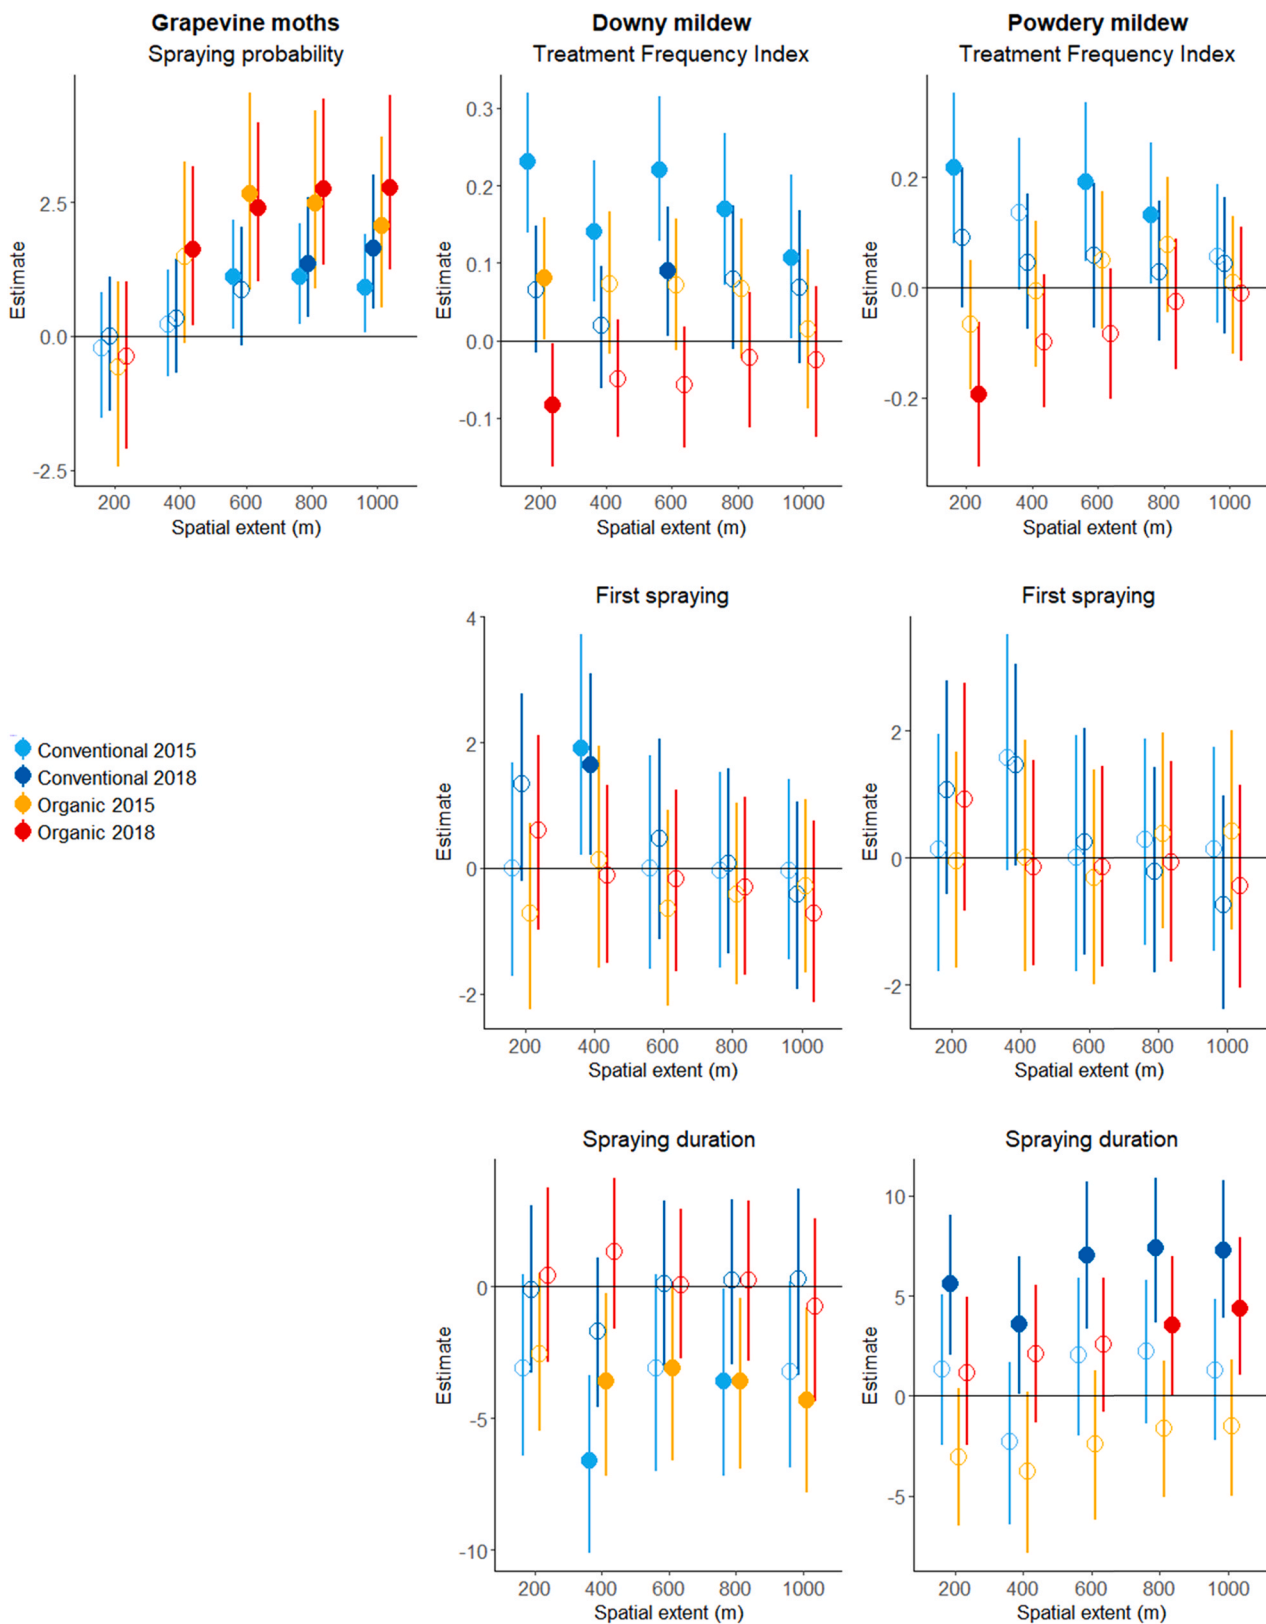 Grapevine moths
Spraying probability
Estimate
2.5
0.0
-2.5
200 400 600 800 1000
Spatial extent (m)
Downy mildew
Treatment Frequency Index
Estimate
0.3
0.2
0.1
0.0
-0.1
200 400 600 800 1000
Spatial extent (m)
Powdery mildew
Treatment Frequency Index
Estimate
0.2
0.0
-0.2
200 400 600 800 1000
Spatial extent (m)
Conventional 2015
Conventional 2018
Organic 2015
Organic 2018
First spraying
Estimate
4
2
0
-2
200 400 600 800 1000
Spatial extent (m)
First spraying
Estimate
2
0
-2
200 400 600 800 1000
Spatial extent (m)
Spraying duration
Estimate
0
-5
-10
200 400 600 800 1000
Spatial extent (m)
Spraying duration
Estimate
10
5
0
-5
200 400 600 800 1000
Spatial extent (m)